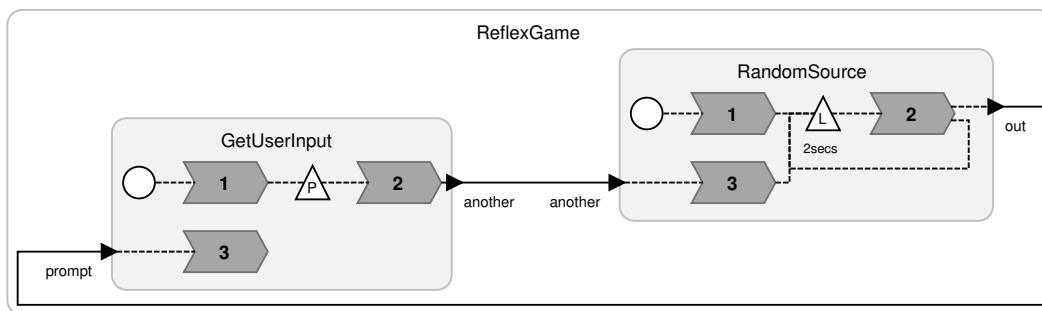 ReflexGame
RandomSource
1
L
2
2secs
out
3
another
GetUserInput
1
P
2
another
3
prompt